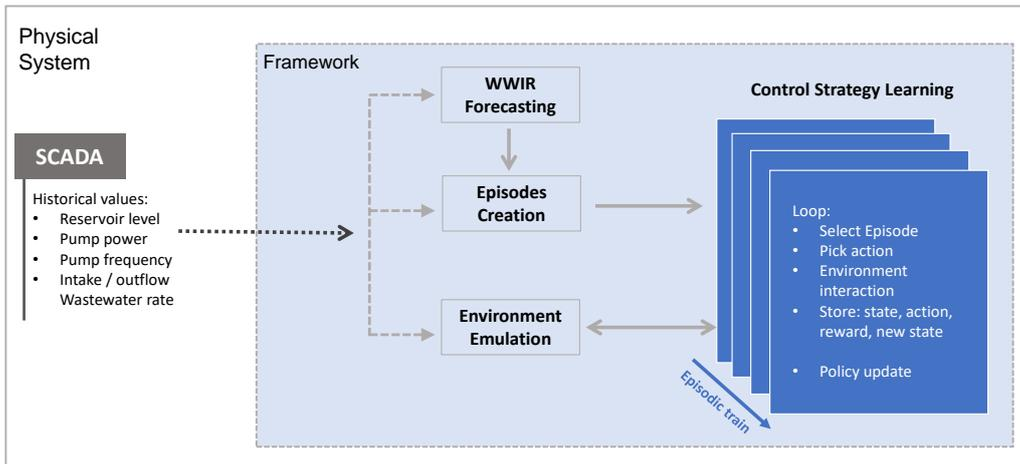 Physical
System
SCADA
Historical values:
• Reservoir level
• Pump power
• Pump frequency
• Intake / outflow
Wastewater rate
Framework
WWIR
Forecasting
Episodes
Creation
Environment
Emulation
Control Strategy Learning
Loop:
• Select Episode
• Pick action
• Environment
interaction
• Store: state, action,
reward, new state
• Policy update
Episodic train